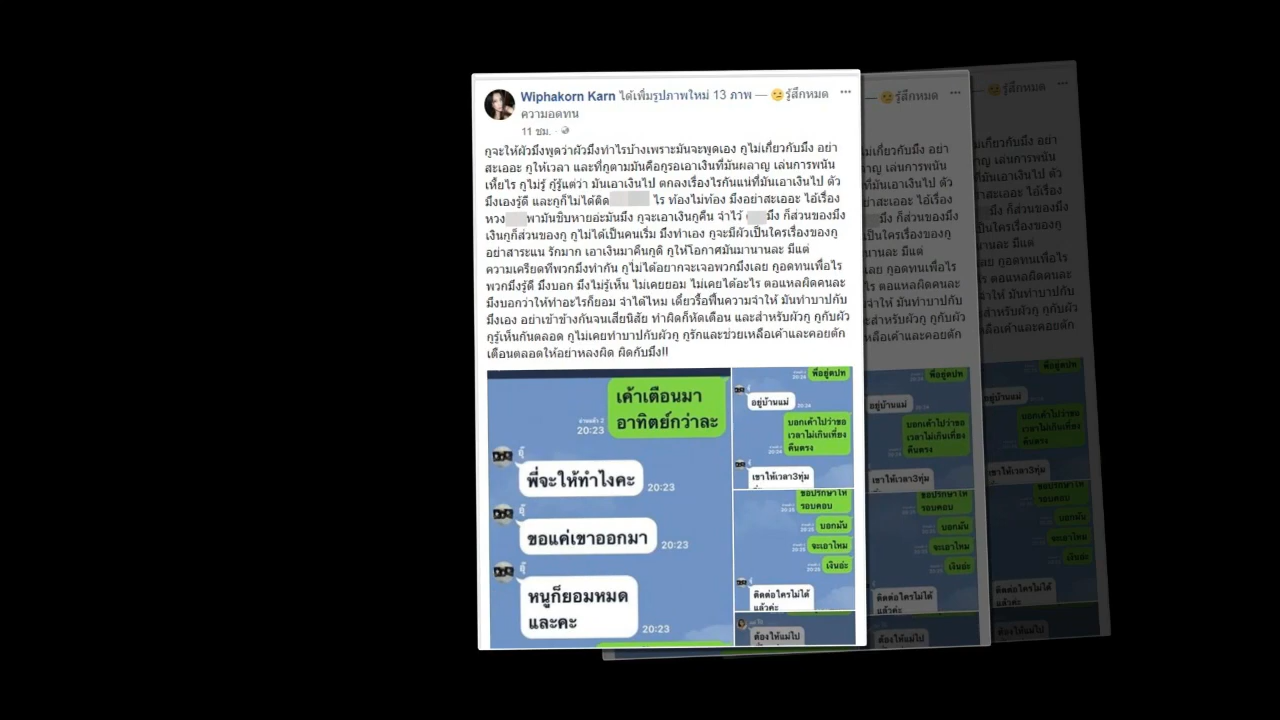 Wiphakorn Karn ได้เพิ่มรูปภาพใหม่ 13 ภาพ — รู้สึกหมด
ความอดทน
11 ชม.
กูจะให้ผัวมึงพูดว่าผัวมึงทำไรบ้างเพราะมันจะพูดเอง กูไม่เกี่ยวกับมึง อย่า
สะเออะ กูให้เวลา และที่กูตามมันคือกูรอเอาเงินที่มันผลาญ เล่นการพนัน
เหี้ยไร กูไม่รู้ กู้รู้แต่ว่า มันเอาเงินไป ตกลงเรื่องไรกันแน่ที่มันเอาเงินไป ตัว
มึงเองรู้ดี และกูก็ไม่ได้ติด ไร ท้องไม่ท้อง มึงอย่าสะเออะ ไอ้เรื่อง
หวง พามันชิบหายอ่ะมันมึง กูจะเอาเงินกูคืน จำไว้ มึง ก็ส่วนของมึง
เงินกูก็ส่วนของกู กูไม่ได้เป็นคนเริ่ม มึงทำเอง กูจะมีผัวเป็นใครเรื่องของกู
อย่าสาระแน รักมาก เอาเงินมาคืนกูดิ กูให้โอกาศมันมานานละ มีแต่
ความเครียดที่พวกมึงทำกัน กูไม่ได้อยากจะเจอพวกมึงเลย กูอดทนเพื่อไร
พวกมึงรู้ดี มึงบอก มึงไม่รู้เห็น ไม่เคยยอม ไม่เคยได้อะไร ตอแหลผิดคนละ
มึงบอกว่าให้ทำอะไรก็ยอม จำได้ไหม เดี๋ยวรื้อฟื้นความจำให้ มันทำบาปกับ
มึงเอง อย่าเข้าข้างกันจนเสียนิสัย ทำผิดก็หัดเตือน และสำหรับผัวกู กูกับผัว
กูรู้เห็นกันตลอด กูไม่เคยทำบาปกับผัวกู กูรักและช่วยเหลือเค้าและคอยตัก
เตือนตลอดให้อย่าหลงผิด ผิดกับมึง!!
เค้าเตือนมา
อาทิตย์กว่าละ
20:23
พี่จะให้ทำไงคะ
20:23
ขอแค่เขาออกมา
20:23
หนูก็ยอมหมด
และคะ
20:23
พี่อยู่ตปท
20:24
อยู่บ้านแม่
20:24
บอกเค้าไปว่าขอ
เวลาไม่เกินเที่ยง
คืนตรง
20:24
เขาให้เวลา3ทุ่ม
ขอปรึกษาให้
รอบคอบ
20:25
บอกมัน
20:25
จะเอาไหม
20:25
เงินอ่ะ
ติดต่อใครไม่ได้
แล้วค่ะ
ต้องให้แม่ไป